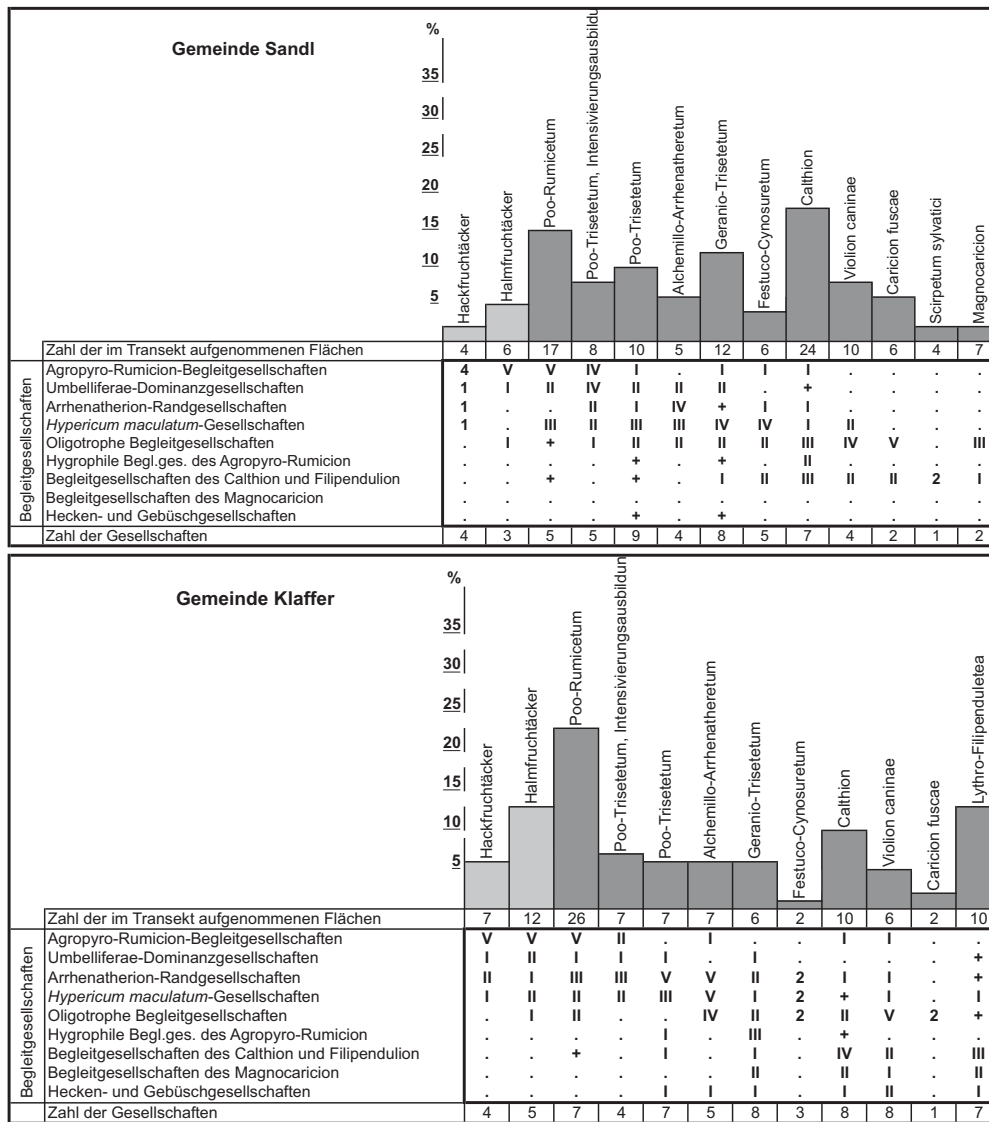 Gemeinde Sandl
%
35
30
25
20
15
10
5
Hackfruchtäcker
Halmfruchtäcker
Poo-Rumicetum
Poo-Trisetetum, Intensivierungsausbildung
Poo-Trisetetum
Alchemillo-Arrhenatheretum
Geranio-Trisetetum
Festuco-Cynosuretum
Calthion
Violion caninae
Caricion fuscae
Scirpetum sylvatici
Magnocaricion
Zahl der im Transekt aufgenommenen Flächen 4 6 17 8 10 5 12 6 24 10 6 4 7
Begleitgesellschaften
Agropyro-Rumicion-Begleitgesellschaften 4 V V IV I . I I I . . . .
Umbelliferae-Dominanzgesellschaften 1 I II IV II II II . + . . . .
Arrhenatherion-Randgesellschaften 1 . . II I IV + I I . . . .
Hypericum maculatum-Gesellschaften 1 . III II III III IV IV I II . . .
Oligotrophe Begleitgesellschaften . I + I II II II II III IV V . III
Hygrophile Begl.ges. des Agropyro-Rumicion . . . . + . + . II . . . .
Begleitgesellschaften des Calthion und Filipendulion . . + . + . I II III II II 2 I
Begleitgesellschaften des Magnocaricion . . . . . . . . . . . . .
Hecken- und Gebüschgesellschaften . . . . + . + . . . . . .
Zahl der Gesellschaften 4 3 5 5 9 4 8 5 7 4 2 1 2
Gemeinde Klaffer
%
35
30
25
20
15
10
5
Hackfruchtäcker
Halmfruchtäcker
Poo-Rumicetum
Poo-Trisetetum, Intensivierungsausbildun
Poo-Trisetetum
Alchemillo-Arrhenatheretum
Geranio-Trisetetum
Festuco-Cynosuretum
Calthion
Violion caninae
Caricion fuscae
Lythro-Filipenduletea
Zahl der im Transekt aufgenommenen Flächen 7 12 26 7 7 7 6 2 10 6 2 10
Begleitgesellschaften
Agropyro-Rumicion-Begleitgesellschaften V V V II . I . . I I . .
Umbelliferae-Dominanzgesellschaften I II I I I . I . . . . +
Arrhenatherion-Randgesellschaften II I III III V V II 2 I I . +
Hypericum maculatum-Gesellschaften I II II II III V I 2 + I . I
Oligotrophe Begleitgesellschaften . I II . . IV II 2 II V 2 +
Hygrophile Begl.ges. des Agropyro-Rumicion . . . . I . III . + . . .
Begleitgesellschaften des Calthion und Filipendulion . . + . I . I . IV II . III
Begleitgesellschaften des Magnocaricion . . . . . . II . II I . II
Hecken- und Gebüschgesellschaften . . . . I I I . I II . I
Zahl der Gesellschaften 4 5 7 4 7 5 8 3 8 8 1 7